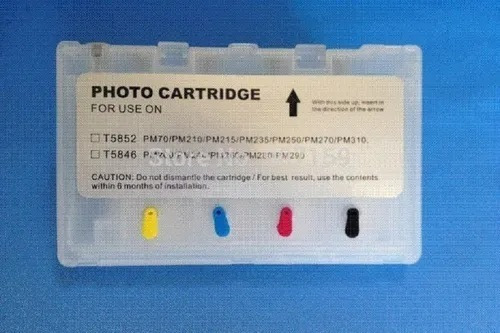 PHOTO CARTRIDGE
FOR USE ON
With this side up, insert in
the direction of the arrow
T5852 PM70/PM210/PM215/PM235/PM250/PM270/PM310,
T5846
CAUTION: Do not dismantle the cartridge / For best result, use the contents
within 6 months of installation.